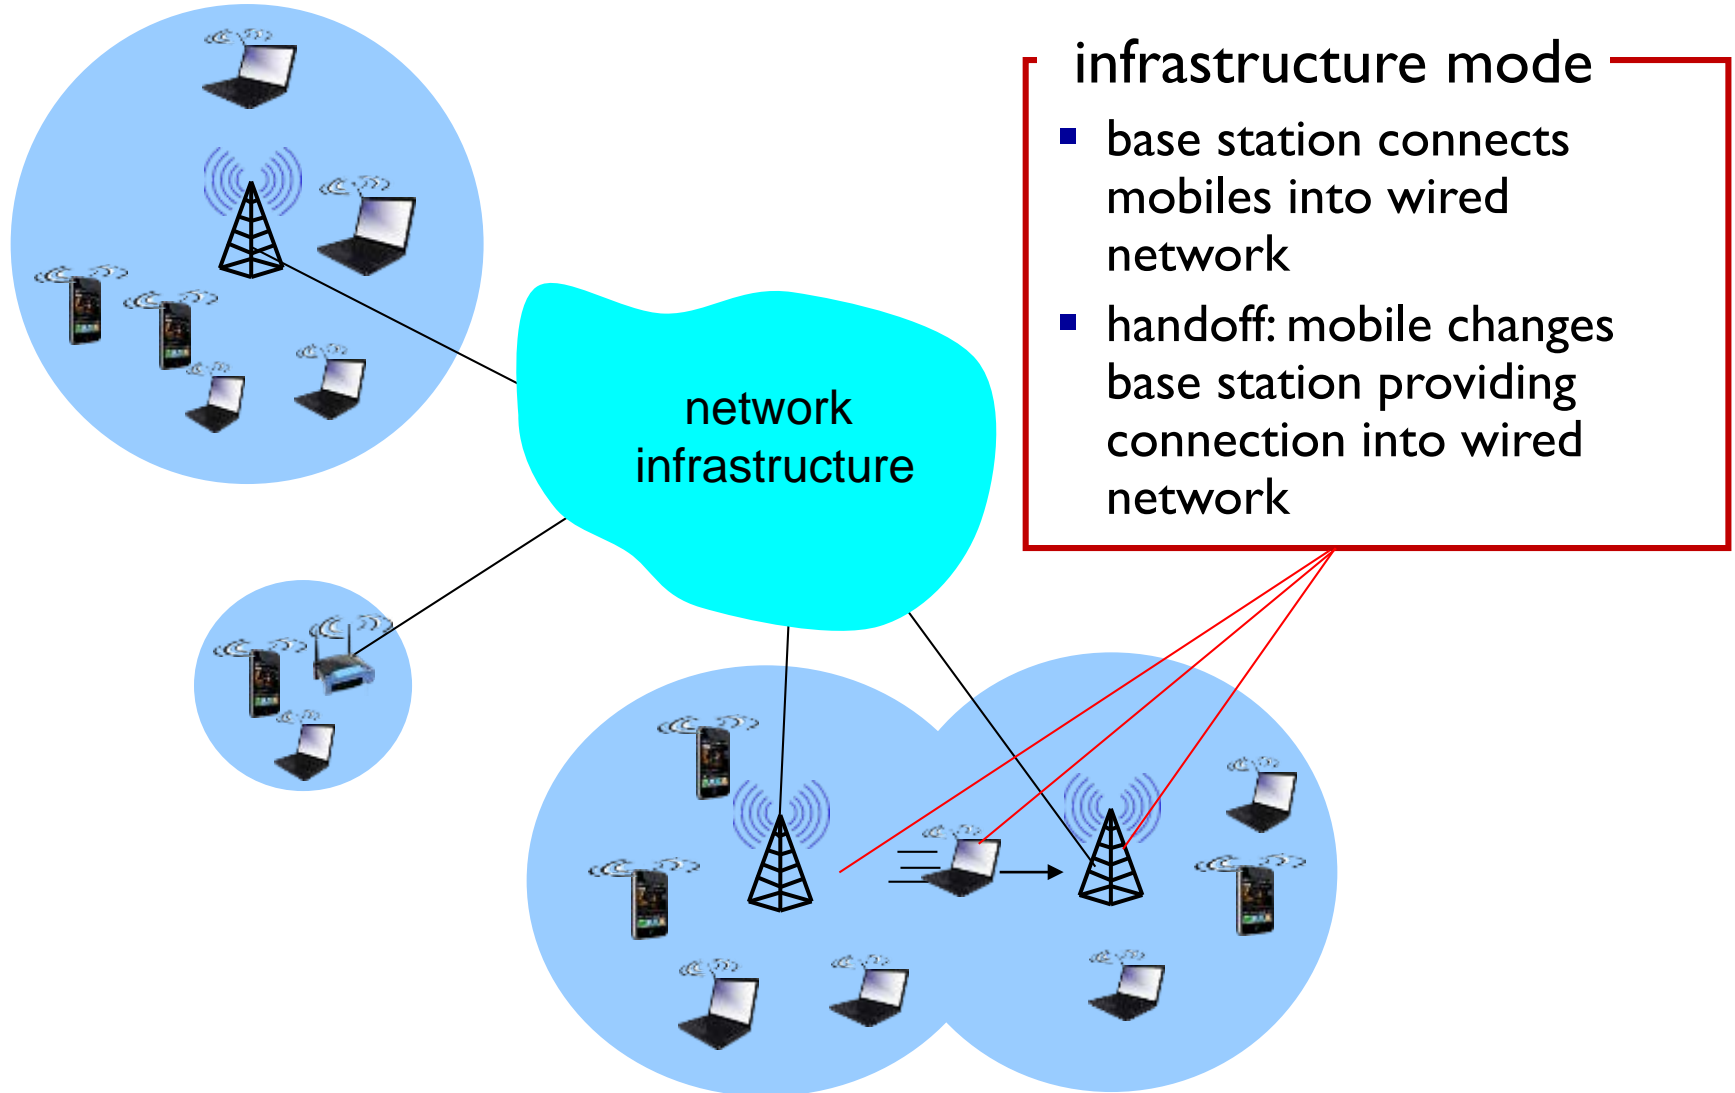 infrastructure mode
base station connects
mobiles into wired
network
handoff: mobile changes
base station providing
connection into wired
network
network
infrastructure